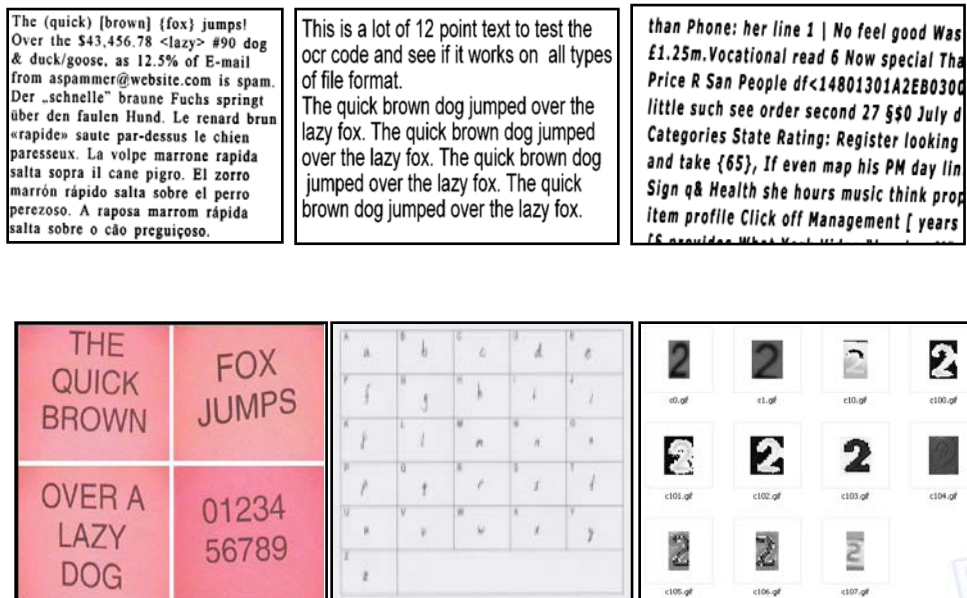 The (quick) [brown] {fox} jumps!
Over the $43,456.78 <lazy> #90 dog
& duck/goose, as 12.5% of E-mail
from aspammer@website.com is spam.
Der „schnelle" braune Fuchs springt
über den faulen Hund. Le renard brun
«rapide» saute par-dessus le chien
paresseux. La volpe marrone rapida
salta sopra il cane pigro. El zorro
marrón rápido salta sobre el perro
perezoso. A raposa marrom rápida
salta sobre o cão preguiçoso.
This is a lot of 12 point text to test the
ocr code and see if it works on all types
of file format.
The quick brown dog jumped over the
lazy fox. The quick brown dog jumped
over the lazy fox. The quick brown dog
jumped over the lazy fox. The quick
brown dog jumped over the lazy fox.
than Phone: her line 1 | No feel good Was
£1.25m.Vocational read 6 Now special Tha
Price R San People df<14801301A2EB030
little such see order second 27 §$0 July d
Categories State Rating: Register looking
and take {65}, If even map his PM day lin
Sign q& Health she hours music think prop
item profile Click off Management [ years
THE
QUICK
BROWN
FOX
JUMPS
OVER A
LAZY
DOG
01234
56789
A B C D E
a b c d e
F G H I J
f g h i j
K L M N O
l m n o
P Q R S T
p q r s t
U V W X Y
u v w x y
Z
z
2 2 2 2
c0.gif c1.gif c10.gif c100.gif
2 2 2 2
c101.gif c102.gif c103.gif c104.gif
2 2 2
c105.gif c106.gif c107.gif